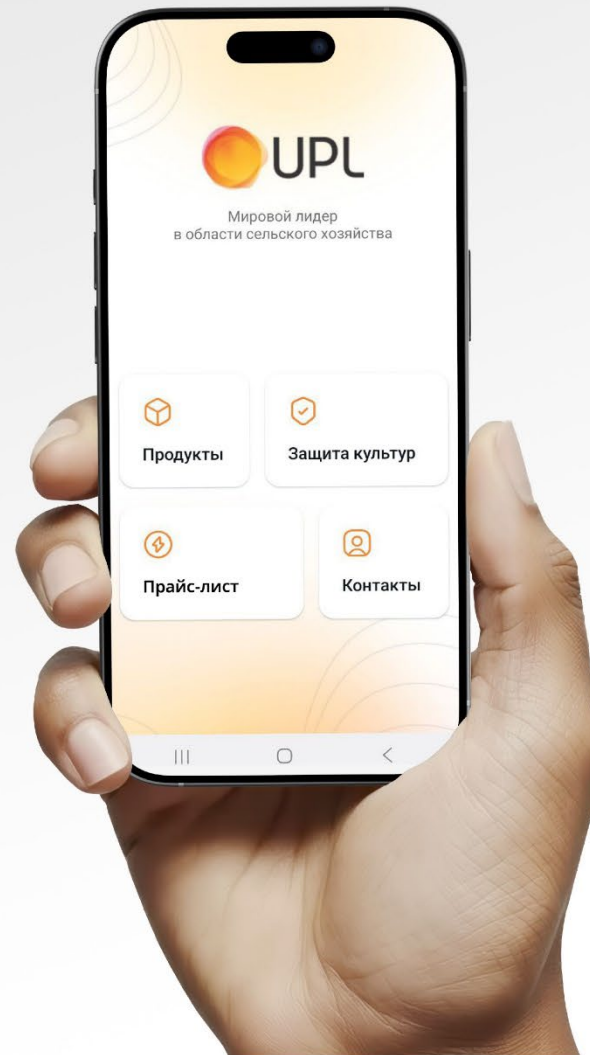 UPL
Мировой лидер
в области сельского хозяйства
Продукты
Защита культур
Прайс-лист
Контакты